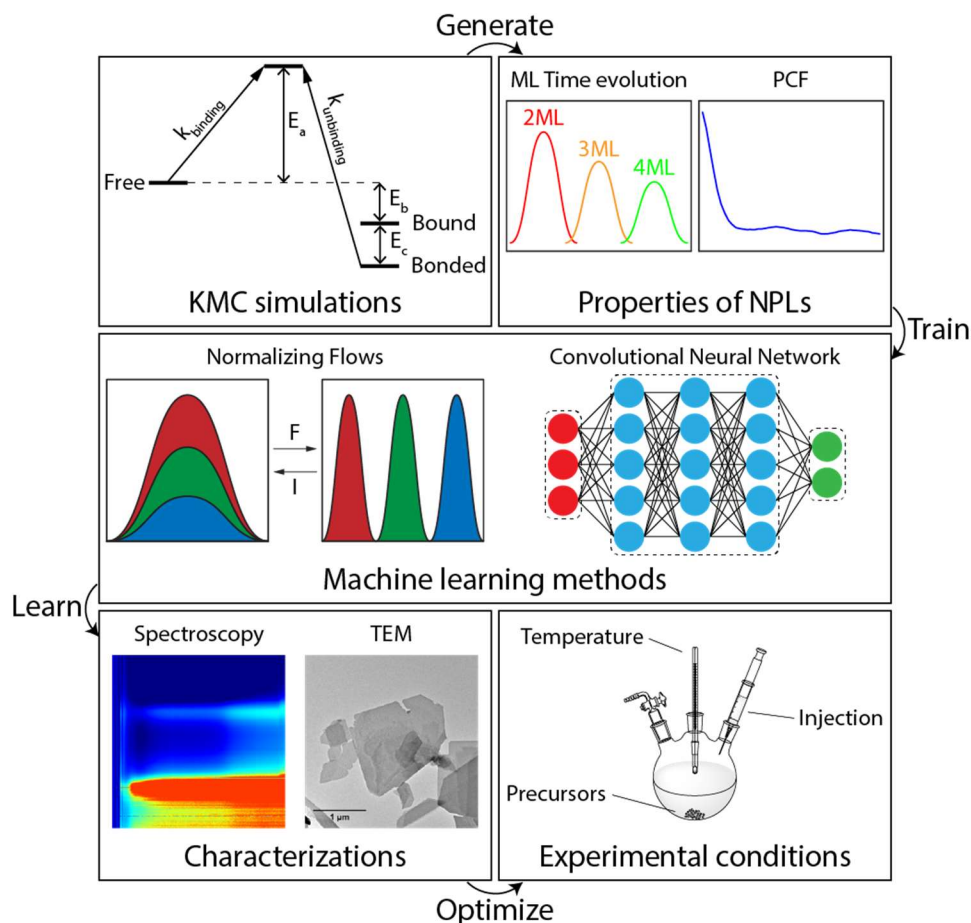 Generate
k_binding
E_a
k_unbinding
Free
E_b
Bound
E_c
Bonded
KMC simulations
ML Time evolution
PCF
2ML
3ML
4ML
Properties of NPLs
Train
Normalizing Flows
Convolutional Neural Network
F
I
Machine learning methods
Learn
Spectroscopy
TEM
1 μm
Characterizations
Temperature
Injection
Precursors
Experimental conditions
Optimize